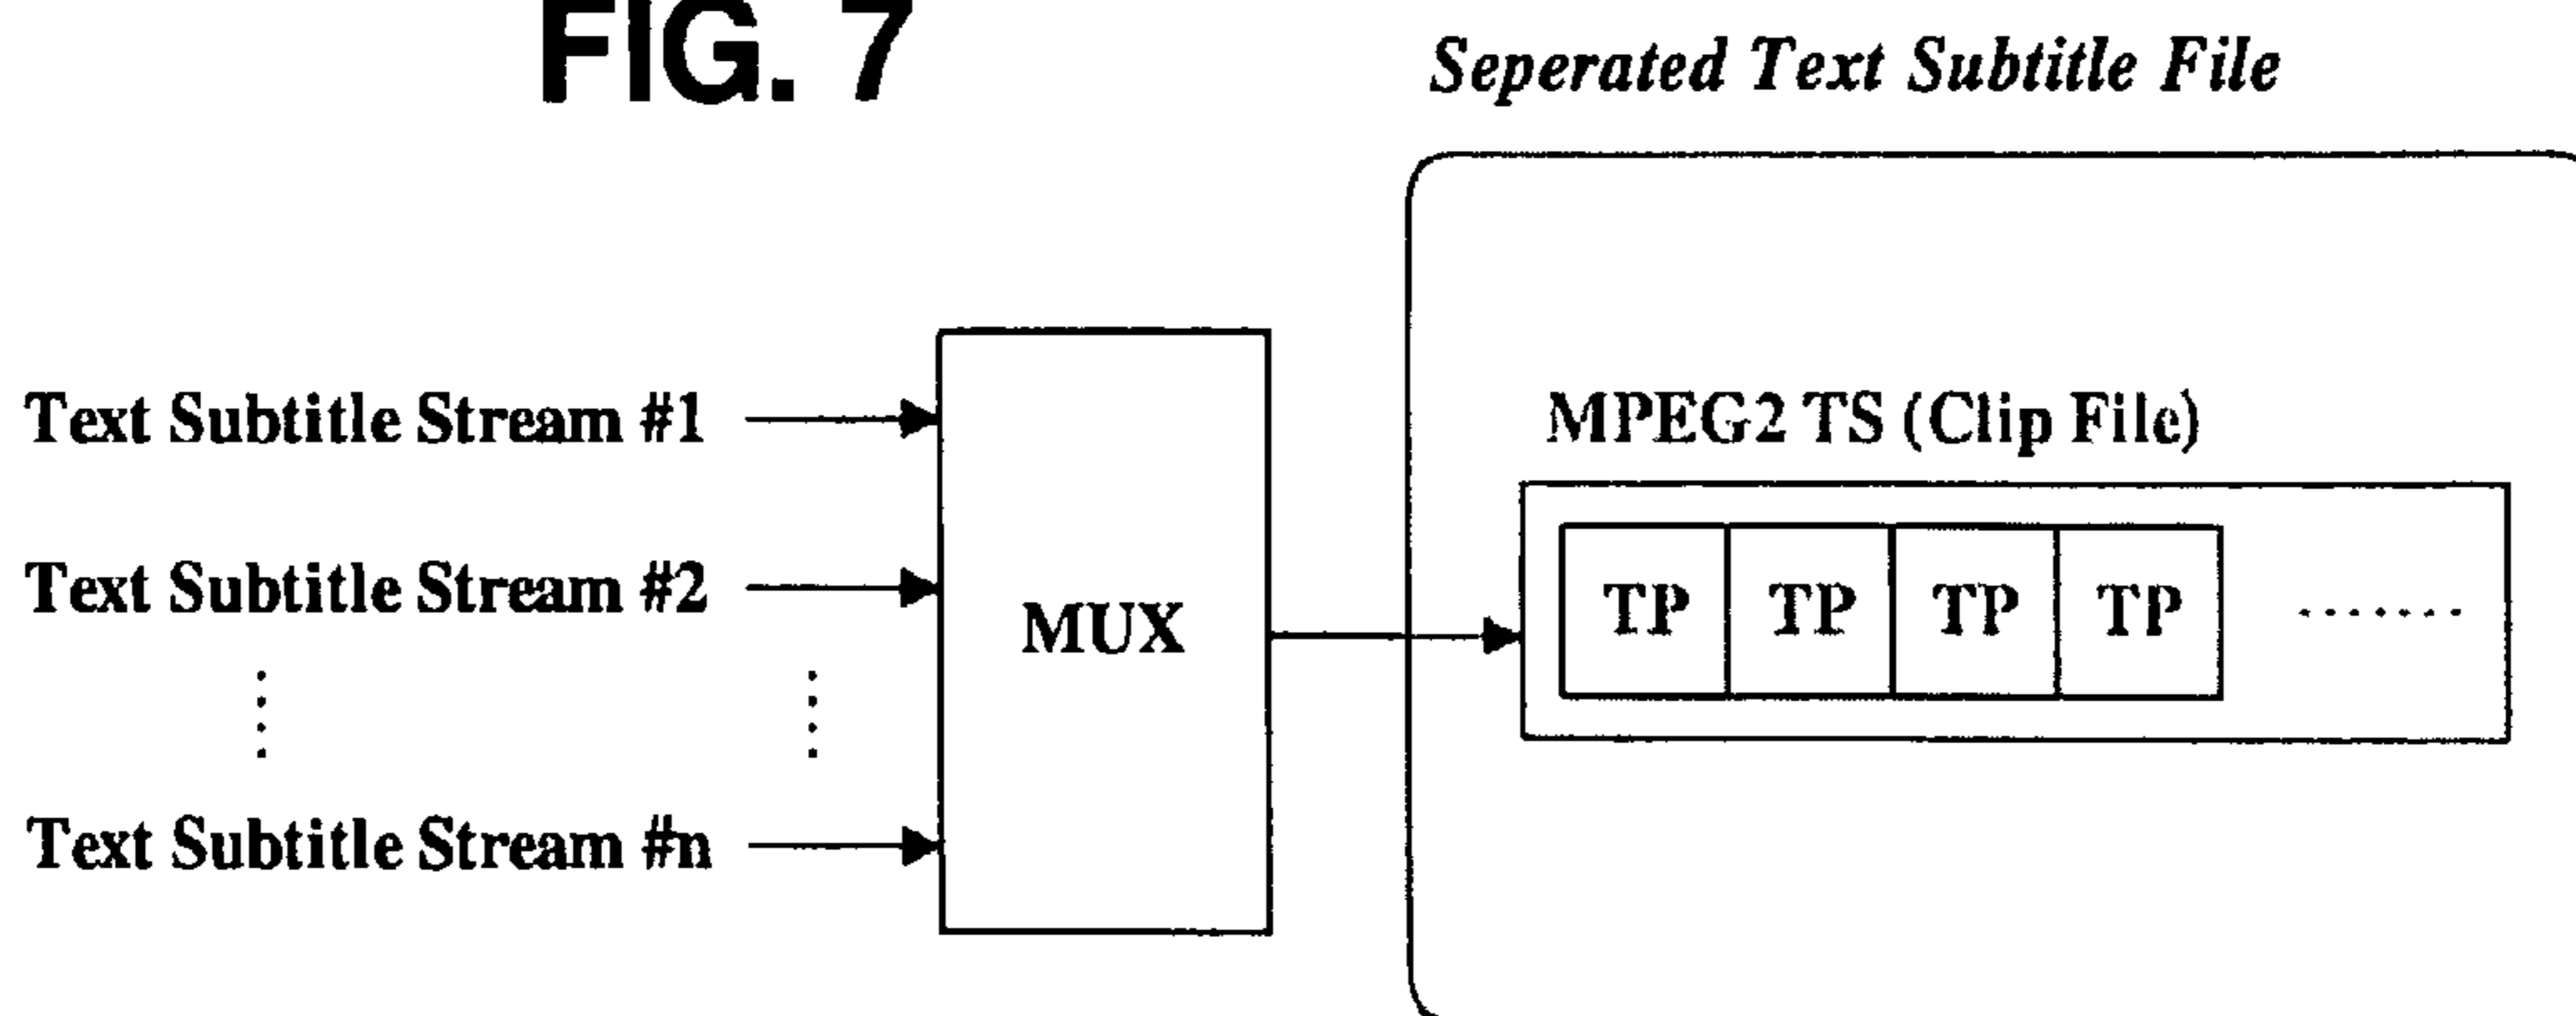 FIG. 7
Seperated Text Subtitle File
Text Subtitle Stream #1
Text Subtitle Stream #2
Text Subtitle Stream #n
MUX
MPEG2 TS (Clip File)
TP TP TP TP .......